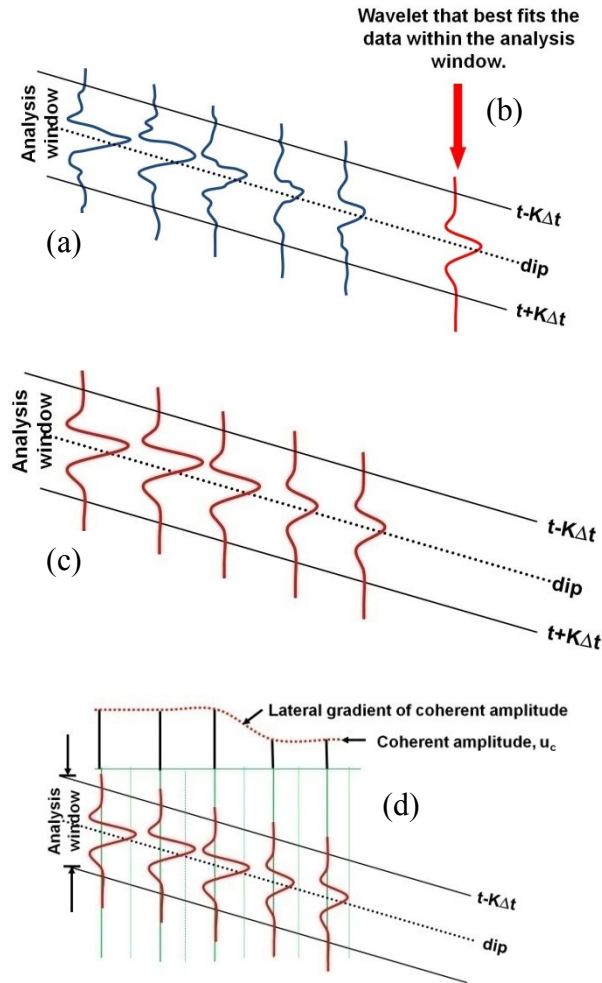 Wavelet that best fits the
data within the analysis
window.
(b)
Analysis
window
t-KΔt
(a)
dip
t+KΔt
Analysis
window
t-KΔt
(c)
dip
t+KΔt
Lateral gradient of coherent amplitude
Coherent amplitude, u_c
(d)
Analysis
window
t-KΔt
dip